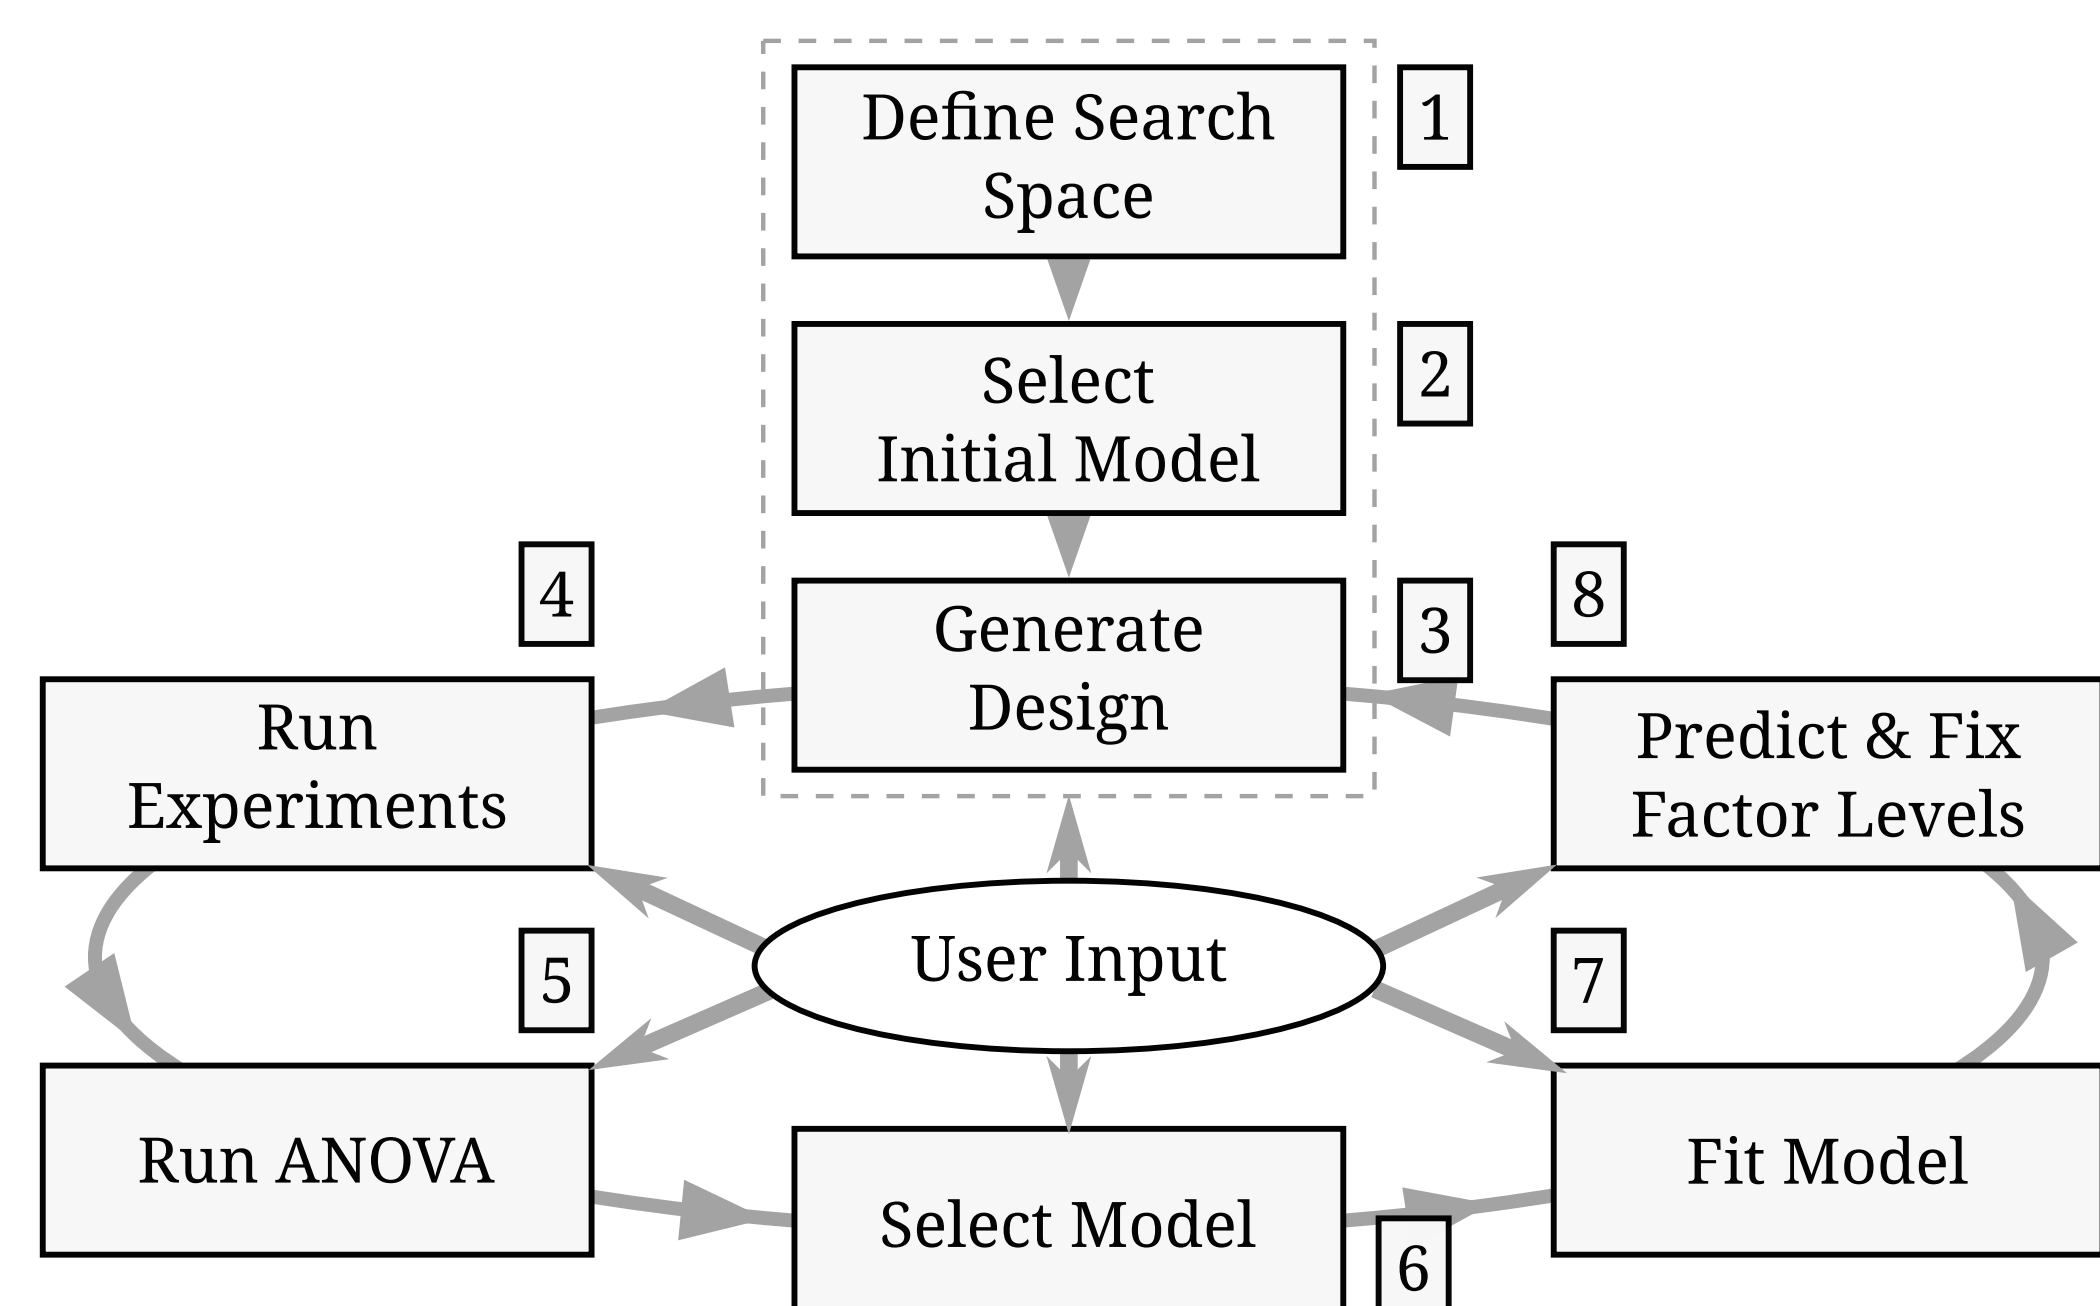 Define Search
Space
1
Select
Initial Model
2
Generate
Design
3
4
Run
Experiments
8
Predict & Fix
Factor Levels
User Input
5
Run ANOVA
7
Fit Model
Select Model
6